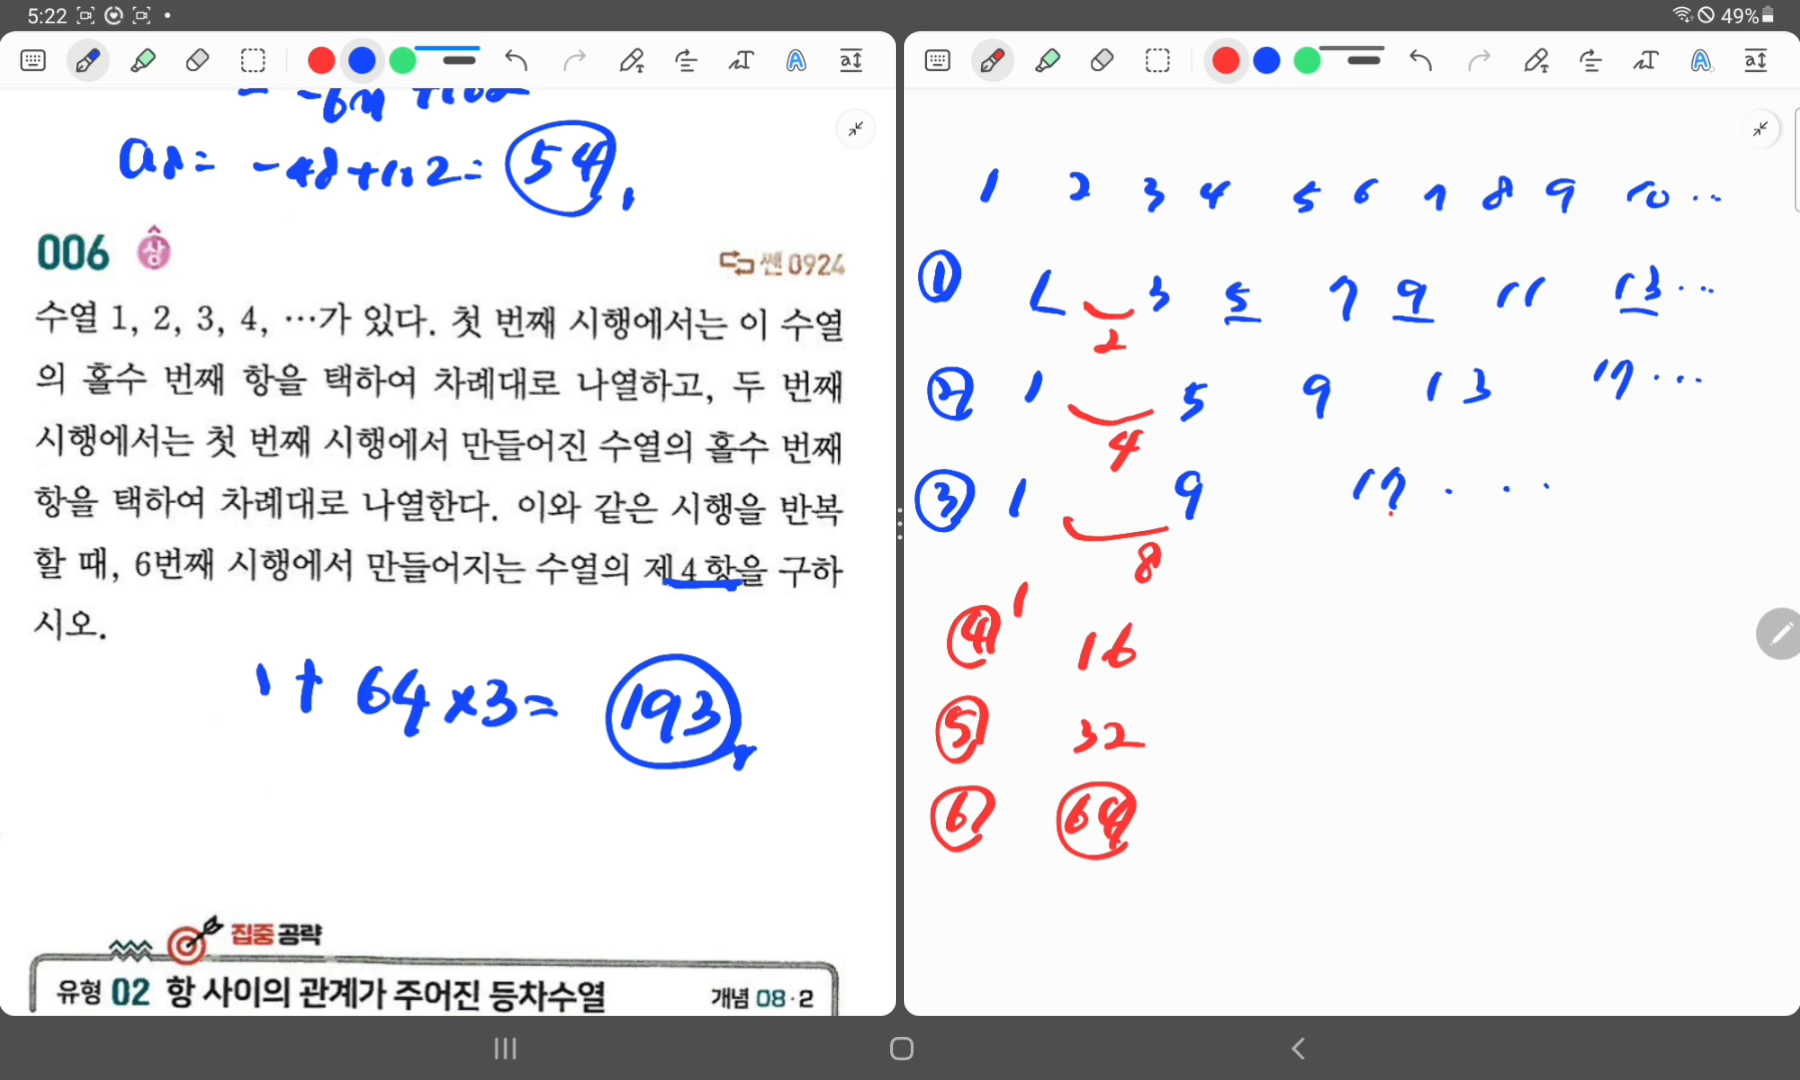 5:22
49%
a8 = -48+102 = 54
006 상
쎈 0924
수열 1, 2, 3, 4, …가 있다. 첫 번째 시행에서는 이 수열
의 홀수 번째 항을 택하여 차례대로 나열하고, 두 번째
시행에서는 첫 번째 시행에서 만들어진 수열의 홀수 번째
항을 택하여 차례대로 나열한다. 이와 같은 시행을 반복
할 때, 6번째 시행에서 만들어지는 수열의 제4항을 구하
시오.
1+ 64×3= 193
집중 공략
유형 02 항 사이의 관계가 주어진 등차수열 개념 08·2
1 2 3 4 5 6 7 8 9 10 ...
① 1 3 5 7 9 11 13 ...
2
② 1 5 9 13 17 ...
4
③ 1 9 17 ...
8
④ 1 16
⑤ 32
⑥ 64